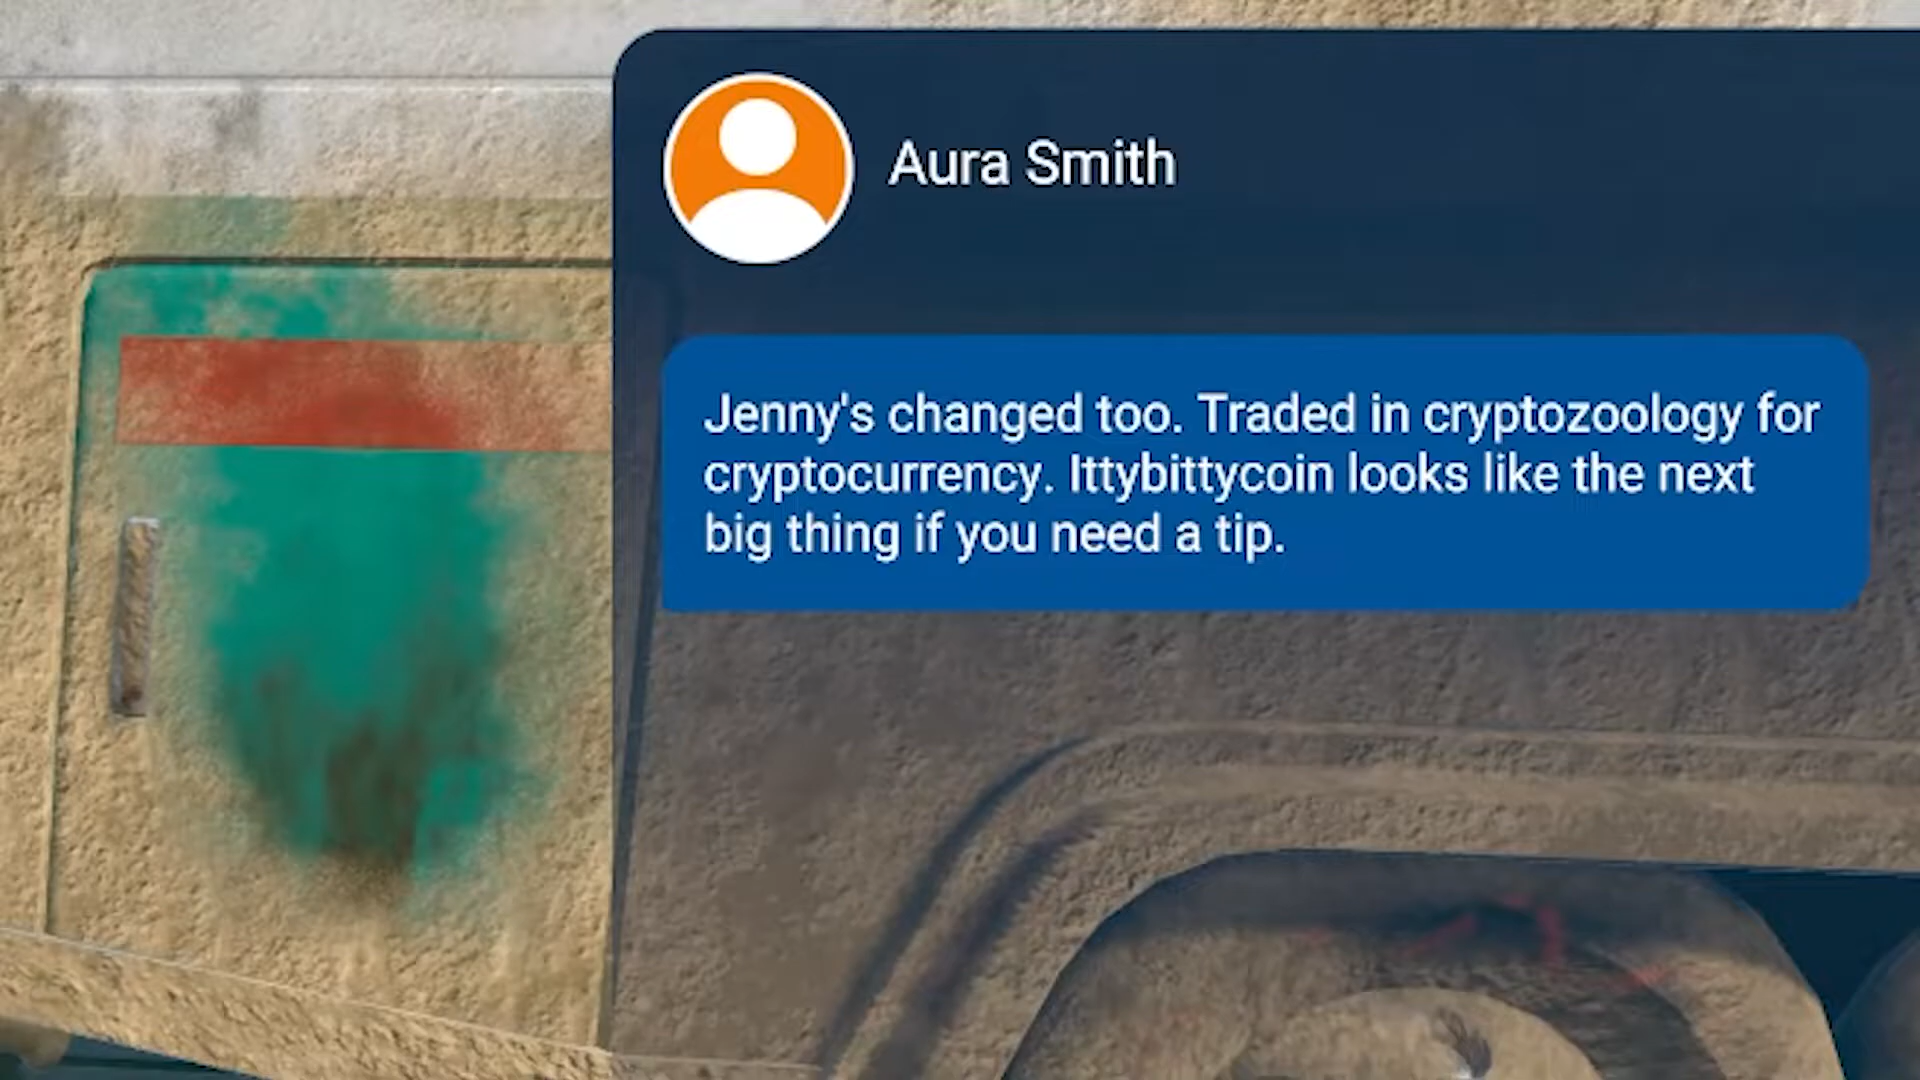 Aura Smith
Jenny's changed too. Traded in cryptozoology for
cryptocurrency. Ittybittycoin looks like the next
big thing if you need a tip.